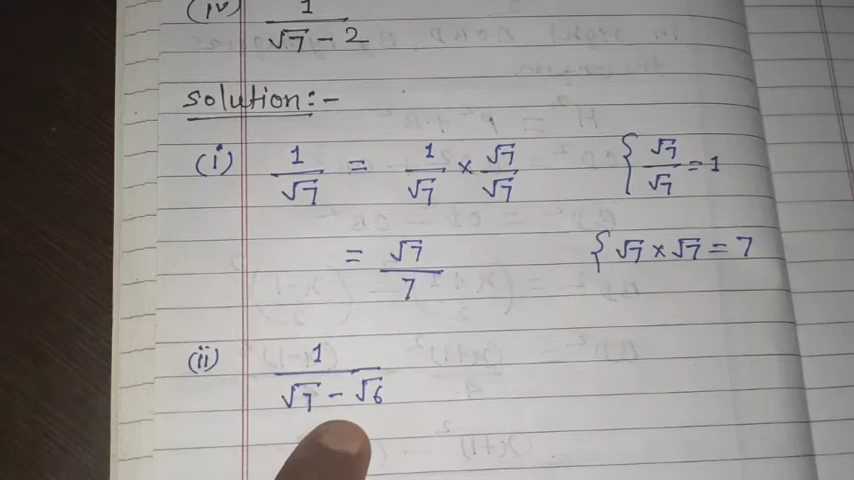 (iv) 1/(√7 - 2)
solution:-
(i) 1/√7 = 1/√7 × √7/√7 { √7/√7 = 1
= √7/7 { √7 × √7 = 7
(ii) 1/(√7 - √6)